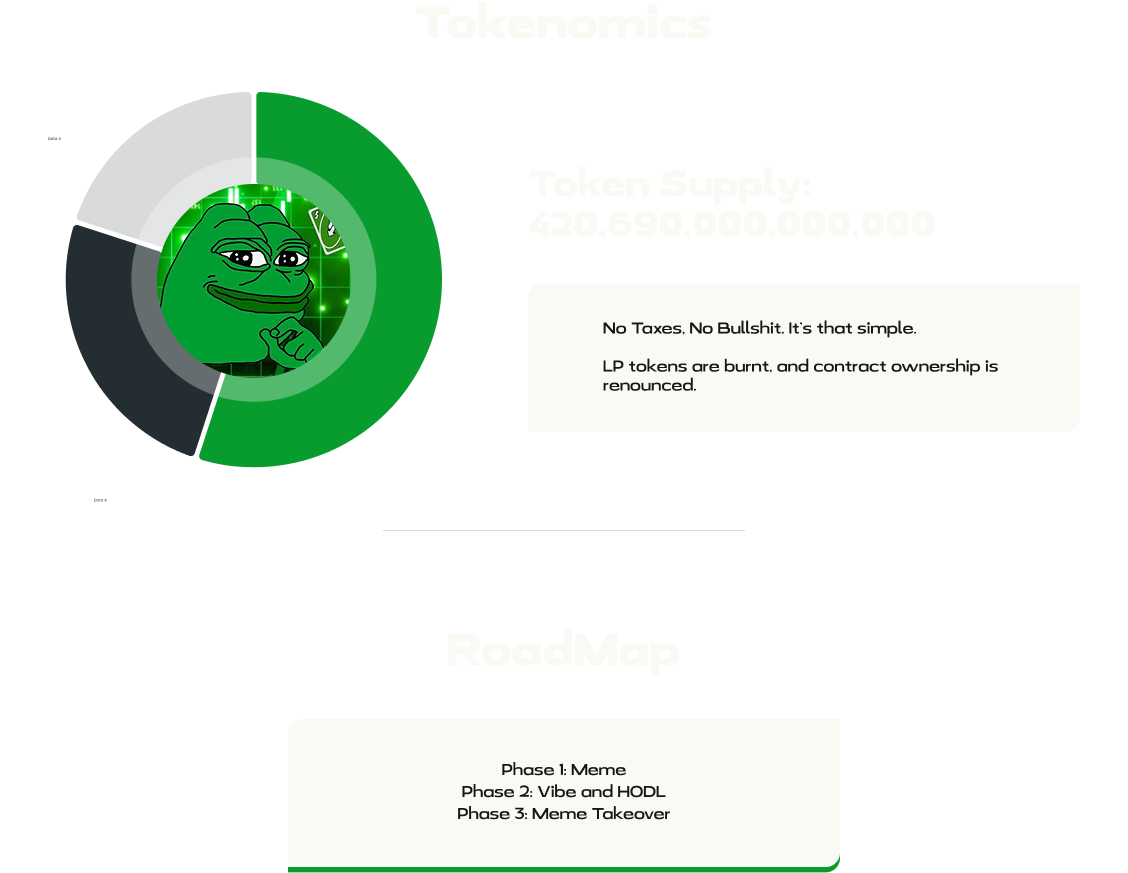 Tokenomics
Data A
Token Supply:
420,690,000,000,000
No Taxes, No Bullshit. It's that simple.
LP tokens are burnt, and contract ownership is
renounced.
Data A
RoadMap
Phase 1: Meme
Phase 2: Vibe and HODL
Phase 3: Meme Takeover